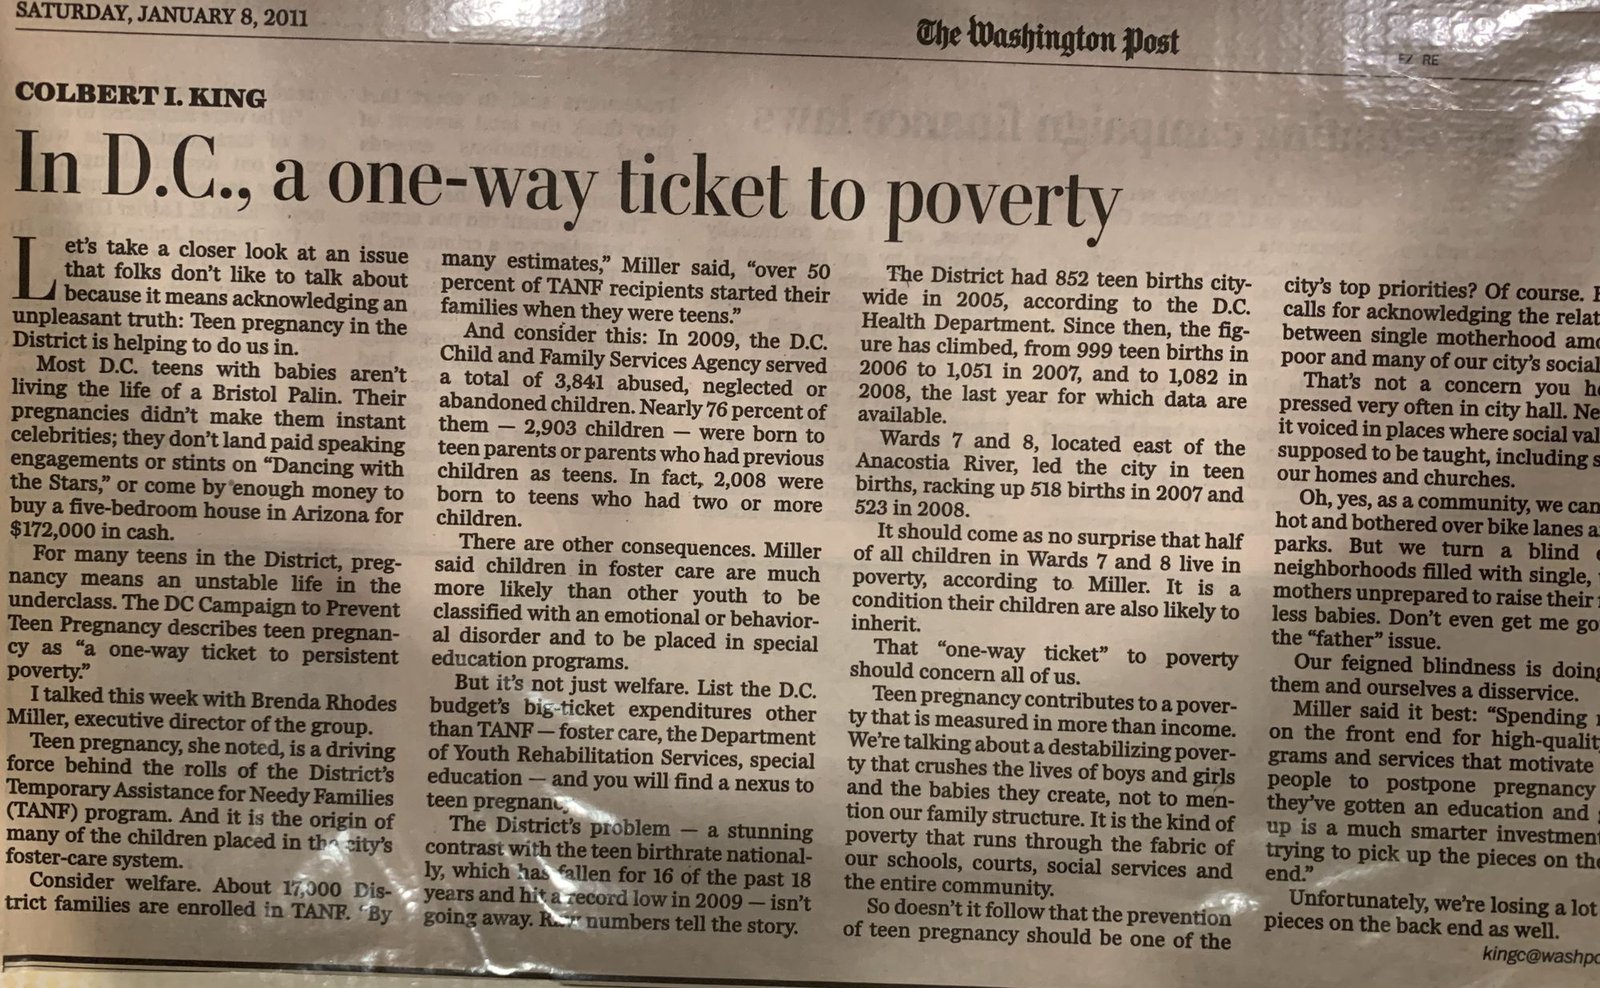 SATURDAY, JANUARY 8, 2011
The Washington Post
EZ RE
COLBERT I. KING
In D.C., a one-way ticket to poverty
Let's take a closer look at an issue
that folks don't like to talk about
because it means acknowledging an
unpleasant truth: Teen pregnancy in the
District is helping to do us in.
Most D.C. teens with babies aren't
living the life of a Bristol Palin. Their
pregnancies didn't make them instant
celebrities; they don't land paid speaking
engagements or stints on "Dancing with
the Stars," or come by enough money to
buy a five-bedroom house in Arizona for
$172,000 in cash.
For many teens in the District, preg-
nancy means an unstable life in the
underclass. The DC Campaign to Prevent
Teen Pregnancy describes teen pregnan-
cy as "a one-way ticket to persistent
poverty."
I talked this week with Brenda Rhodes
Miller, executive director of the group.
Teen pregnancy, she noted, is a driving
force behind the rolls of the District's
Temporary Assistance for Needy Families
(TANF) program. And it is the origin of
many of the children placed in the city's
foster-care system.
Consider welfare. About 17,000 Dis-
trict families are enrolled in TANF. "By
many estimates," Miller said, "over 50
percent of TANF recipients started their
families when they were teens."
And consider this: In 2009, the D.C.
Child and Family Services Agency served
a total of 3,841 abused, neglected or
abandoned children. Nearly 76 percent of
them — 2,903 children — were born to
teen parents or parents who had previous
children as teens. In fact, 2,008 were
born to teens who had two or more
children.
There are other consequences. Miller
said children in foster care are much
more likely than other youth to be
classified with an emotional or behavior-
al disorder and to be placed in special
education programs.
But it's not just welfare. List the D.C.
budget's big-ticket expenditures other
than TANF — foster care, the Department
of Youth Rehabilitation Services, special
education — and you will find a nexus to
teen pregnanc
The District's problem — a stunning
contrast with the teen birthrate national-
ly, which has fallen for 16 of the past 18
years and hit a record low in 2009 — isn't
going away. numbers tell the story.
The District had 852 teen births city-
wide in 2005, according to the D.C.
Health Department. Since then, the fig-
ure has climbed, from 999 teen births in
2006 to 1,051 in 2007, and to 1,082 in
2008, the last year for which data are
available.
Wards 7 and 8, located east of the
Anacostia River, led the city in teen
births, racking up 518 births in 2007 and
523 in 2008.
It should come as no surprise that half
of all children in Wards 7 and 8 live in
poverty, according to Miller. It is a
condition their children are also likely to
inherit.
That "one-way ticket" to poverty
should concern all of us.
Teen pregnancy contributes to a pover-
ty that is measured in more than income.
We're talking about a destabilizing pover-
ty that crushes the lives of boys and girls
and the babies they create, not to men-
tion our family structure. It is the kind of
poverty that runs through the fabric of
our schools, courts, social services and
the entire community.
So doesn't it follow that the prevention
of teen pregnancy should be one of the
city's top priorities? Of course.
calls for acknowledging the relat
between single motherhood amo
poor and many of our city's social
That's not a concern you he
pressed very often in city hall. Ne
it voiced in places where social val
supposed to be taught, including s
our homes and churches.
Oh, yes, as a community, we can
hot and bothered over bike lanes a
parks. But we turn a blind
neighborhoods filled with single,
mothers unprepared to raise their
less babies. Don't even get me go
the "father" issue.
Our feigned blindness is doing
them and ourselves a disservice.
Miller said it best: "Spending
on the front end for high-qualit
grams and services that motivate
people to postpone pregnancy
they've gotten an education and
up is a much smarter investment
trying to pick up the pieces on the
end."
Unfortunately, we're losing a lot
pieces on the back end as well.
kingc@washpo